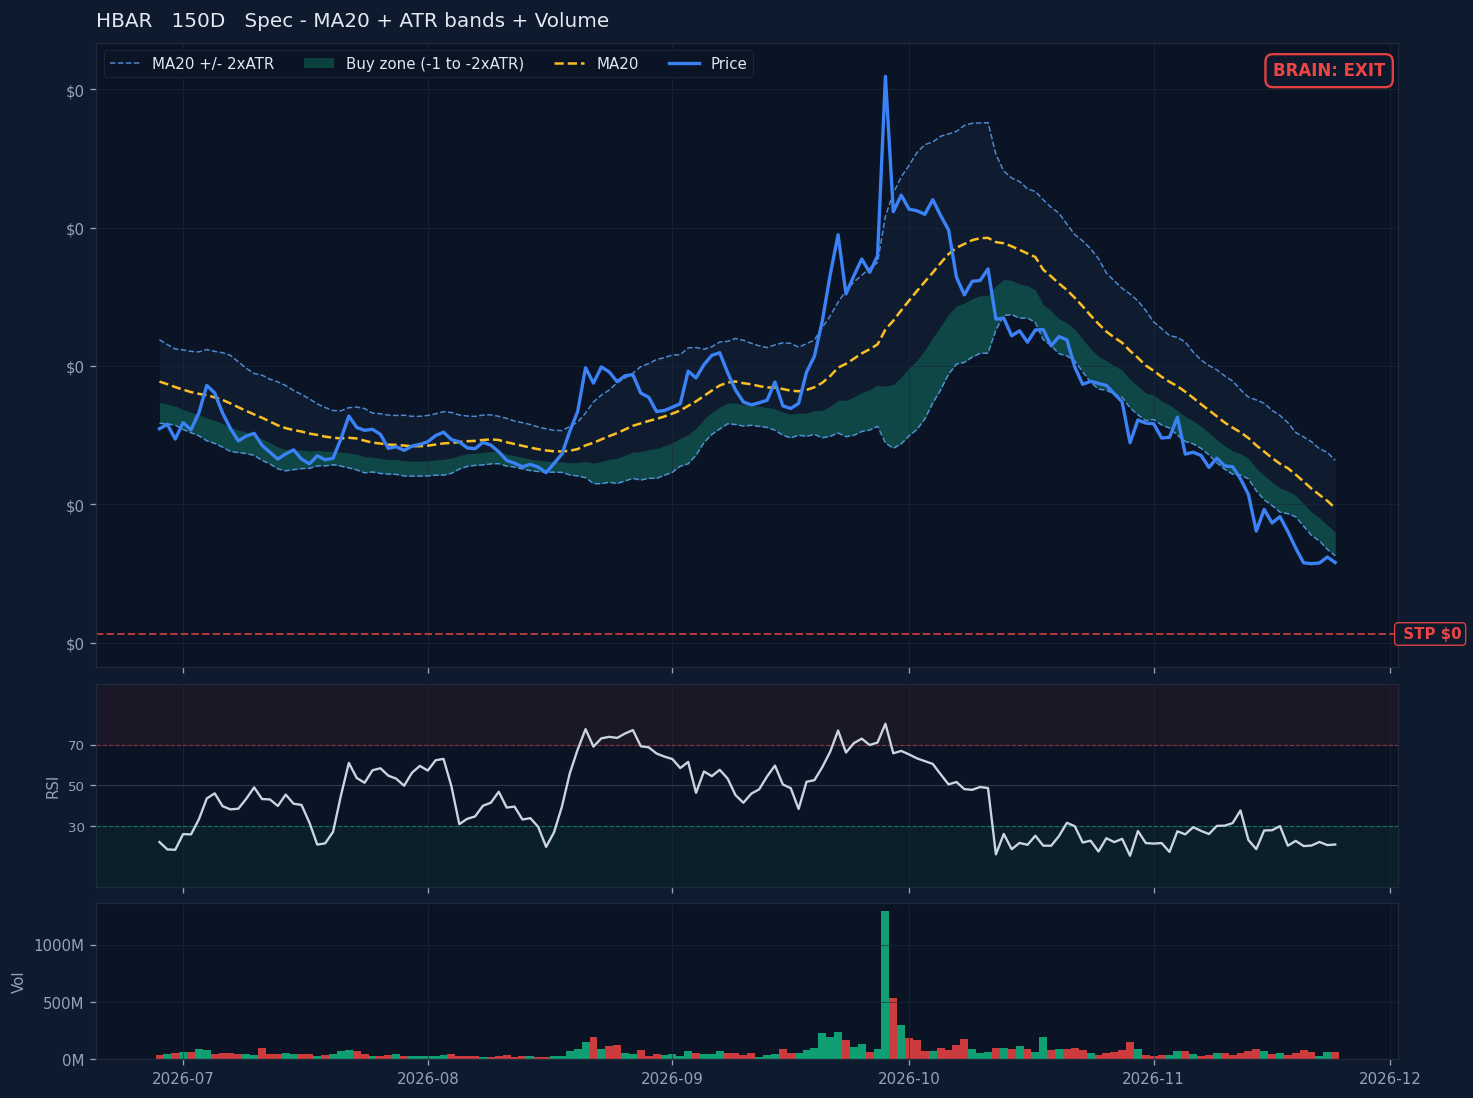 HBAR   150D   Spec - MA20 + ATR bands + Volume
MA20 +/- 2xATR
Buy zone (-1 to -2xATR)
MA20
Price
BRAIN: EXIT
$0
$0
$0
$0
$0
STP $0
RSI
70
50
30
Vol
1000M
500M
0M
2026-07
2026-08
2026-09
2026-10
2026-11
2026-12